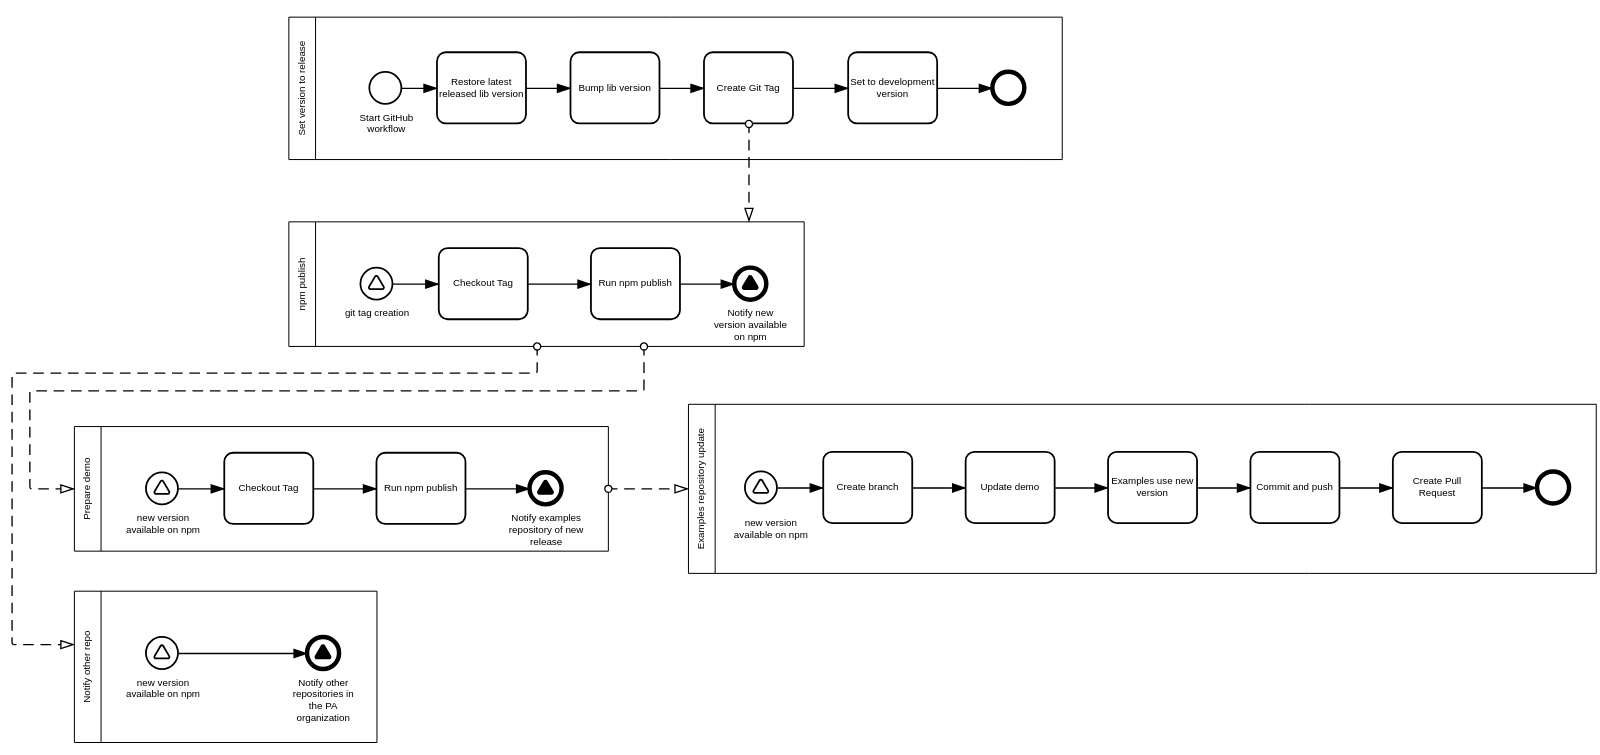 Set version to release
Start GitHub
workflow
Restore latest
released lib version
Bump lib version
Create Git Tag
Set to development
version
npm publish
git tag creation
Checkout Tag
Run npm publish
Notify new
version available
on npm
Prepare demo
new version
available on npm
Checkout Tag
Run npm publish
Notify examples
repository of new
release
Examples repository update
new version
available on npm
Create branch
Update demo
Examples use new
version
Commit and push
Create Pull
Request
Notify other repo
new version
available on npm
Notify other
repositories in
the PA
organization